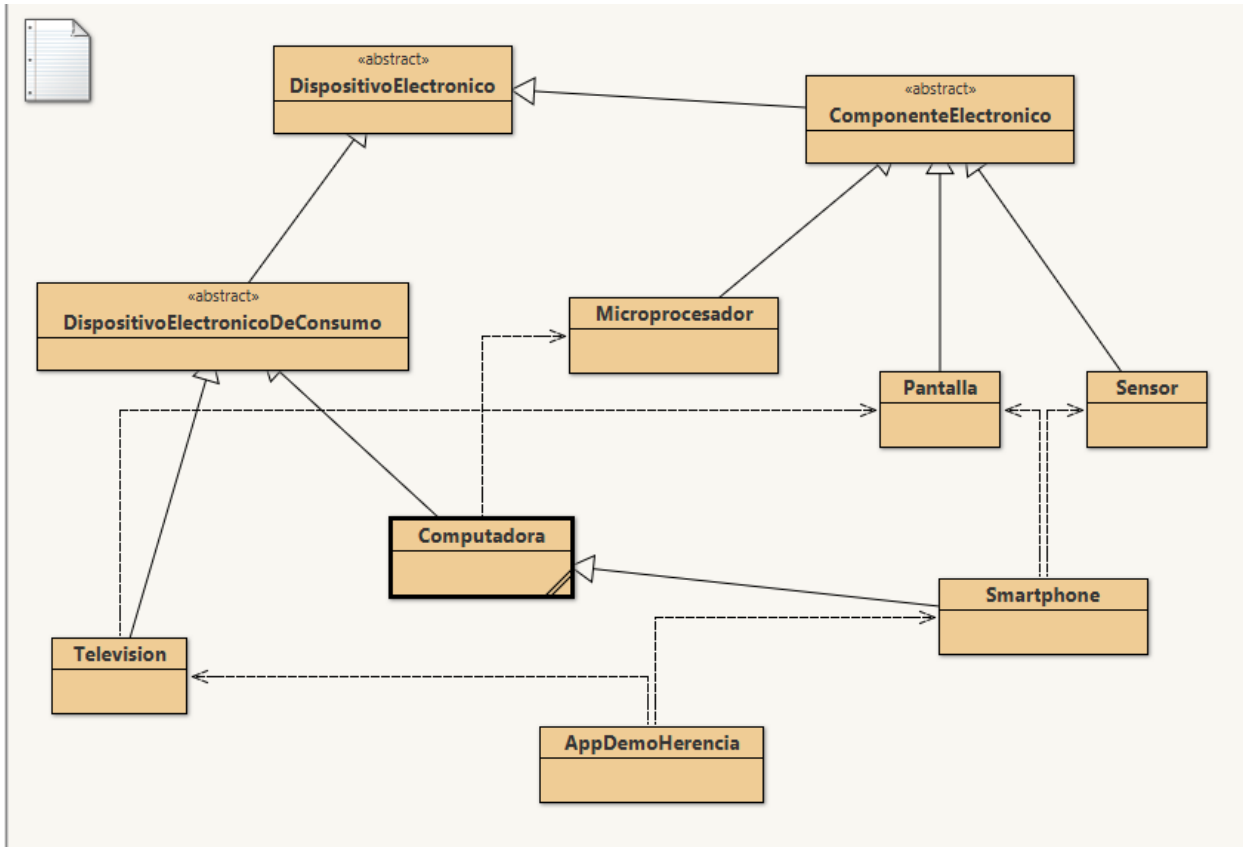 «abstract»
DispositivoElectronico
«abstract»
ComponenteElectronico
«abstract»
DispositivoElectronicoDeConsumo
Microprocesador
Pantalla
Sensor
Computadora
Smartphone
Television
AppDemoHerencia